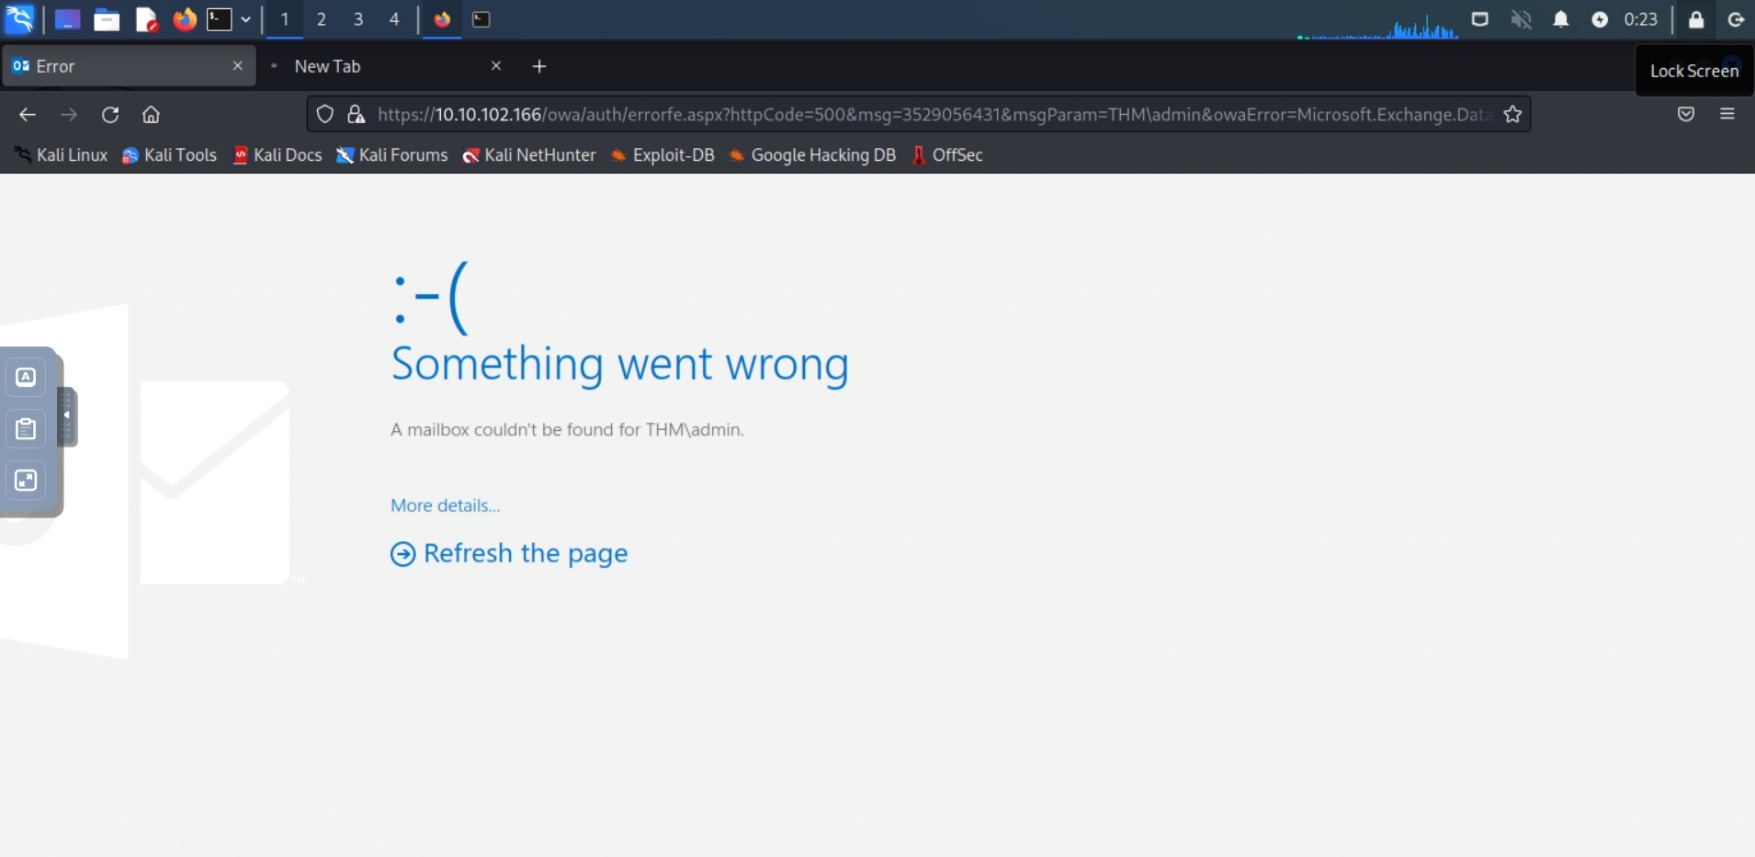 1 2 3 4 0:23
Error New Tab
Lock Screen
https://10.10.102.166/owa/auth/errorfe.aspx?httpCode=500&msg=3529056431&msgParam=THM\admin&owaError=Microsoft.Exchange.Data
Kali Linux Kali Tools Kali Docs Kali Forums Kali NetHunter Exploit-DB Google Hacking DB OffSec
:-(
Something went wrong
A
A mailbox couldn't be found for THM\admin.
More details...
Refresh the page